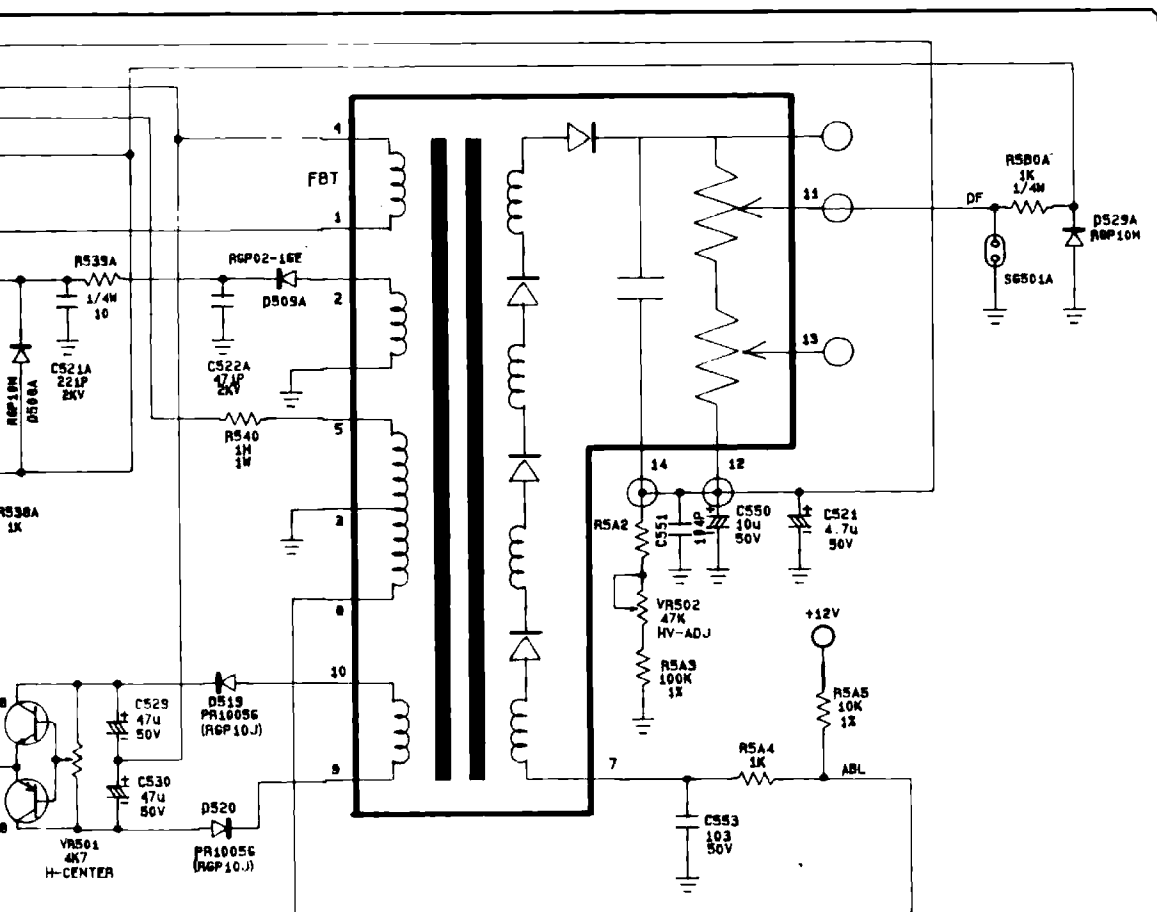 4
FBT
1
R539A
1/4W
10
RGP02-16E
D509A
2
C521A
221P
2KV
C522A
471P
2KV
RGP10M
D508A
R540
1M
1W
5
3
R538A
1K
10
D519
PR1005G
(RGP10J)
C529
47u
50V
9
C530
47u
50V
D520
PR1005G
(RGP10J)
VR501
4K7
H-CENTER
11
13
DF
R5B0A
1K
1/4W
D529A
RGP10M
SG501A
14
12
R5A2
C551
104P
C550
10u
50V
C521
4.7u
50V
VR502
47K
HV-ADJ
R5A3
100K
1%
+12V
R5A5
10K
1%
R5A4
1K
ABL
7
C553
103
50V